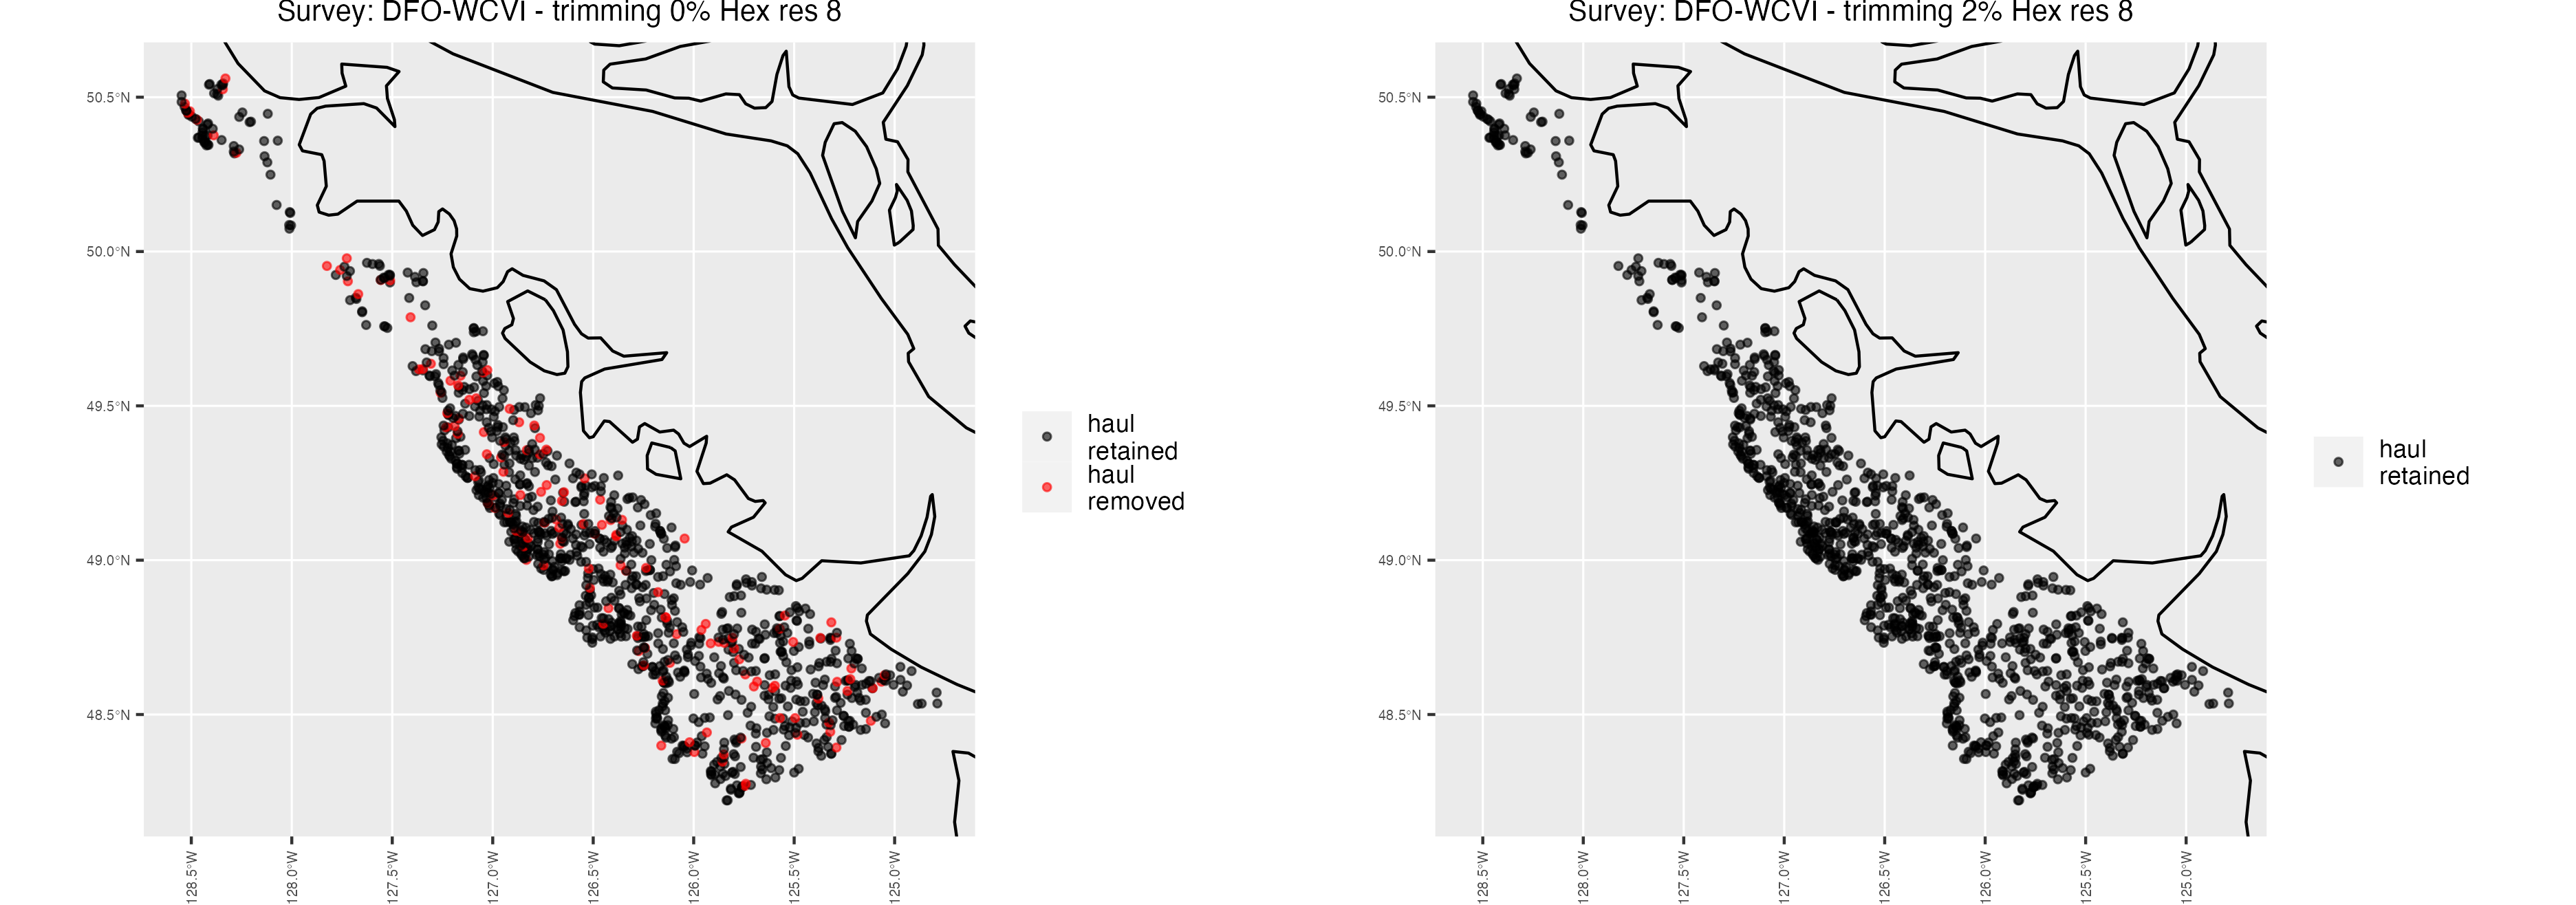 Survey: DFO-WCVI - trimming 0% Hex res 8
50.5°N
50.0°N
49.5°N
49.0°N
48.5°N
128.5°W
128.0°W
127.5°W
127.0°W
126.5°W
126.0°W
125.5°W
125.0°W
haul
retained
haul
removed
Survey: DFO-WCVI - trimming 2% Hex res 8
50.5°N
50.0°N
49.5°N
49.0°N
48.5°N
128.5°W
128.0°W
127.5°W
127.0°W
126.5°W
126.0°W
125.5°W
125.0°W
haul
retained